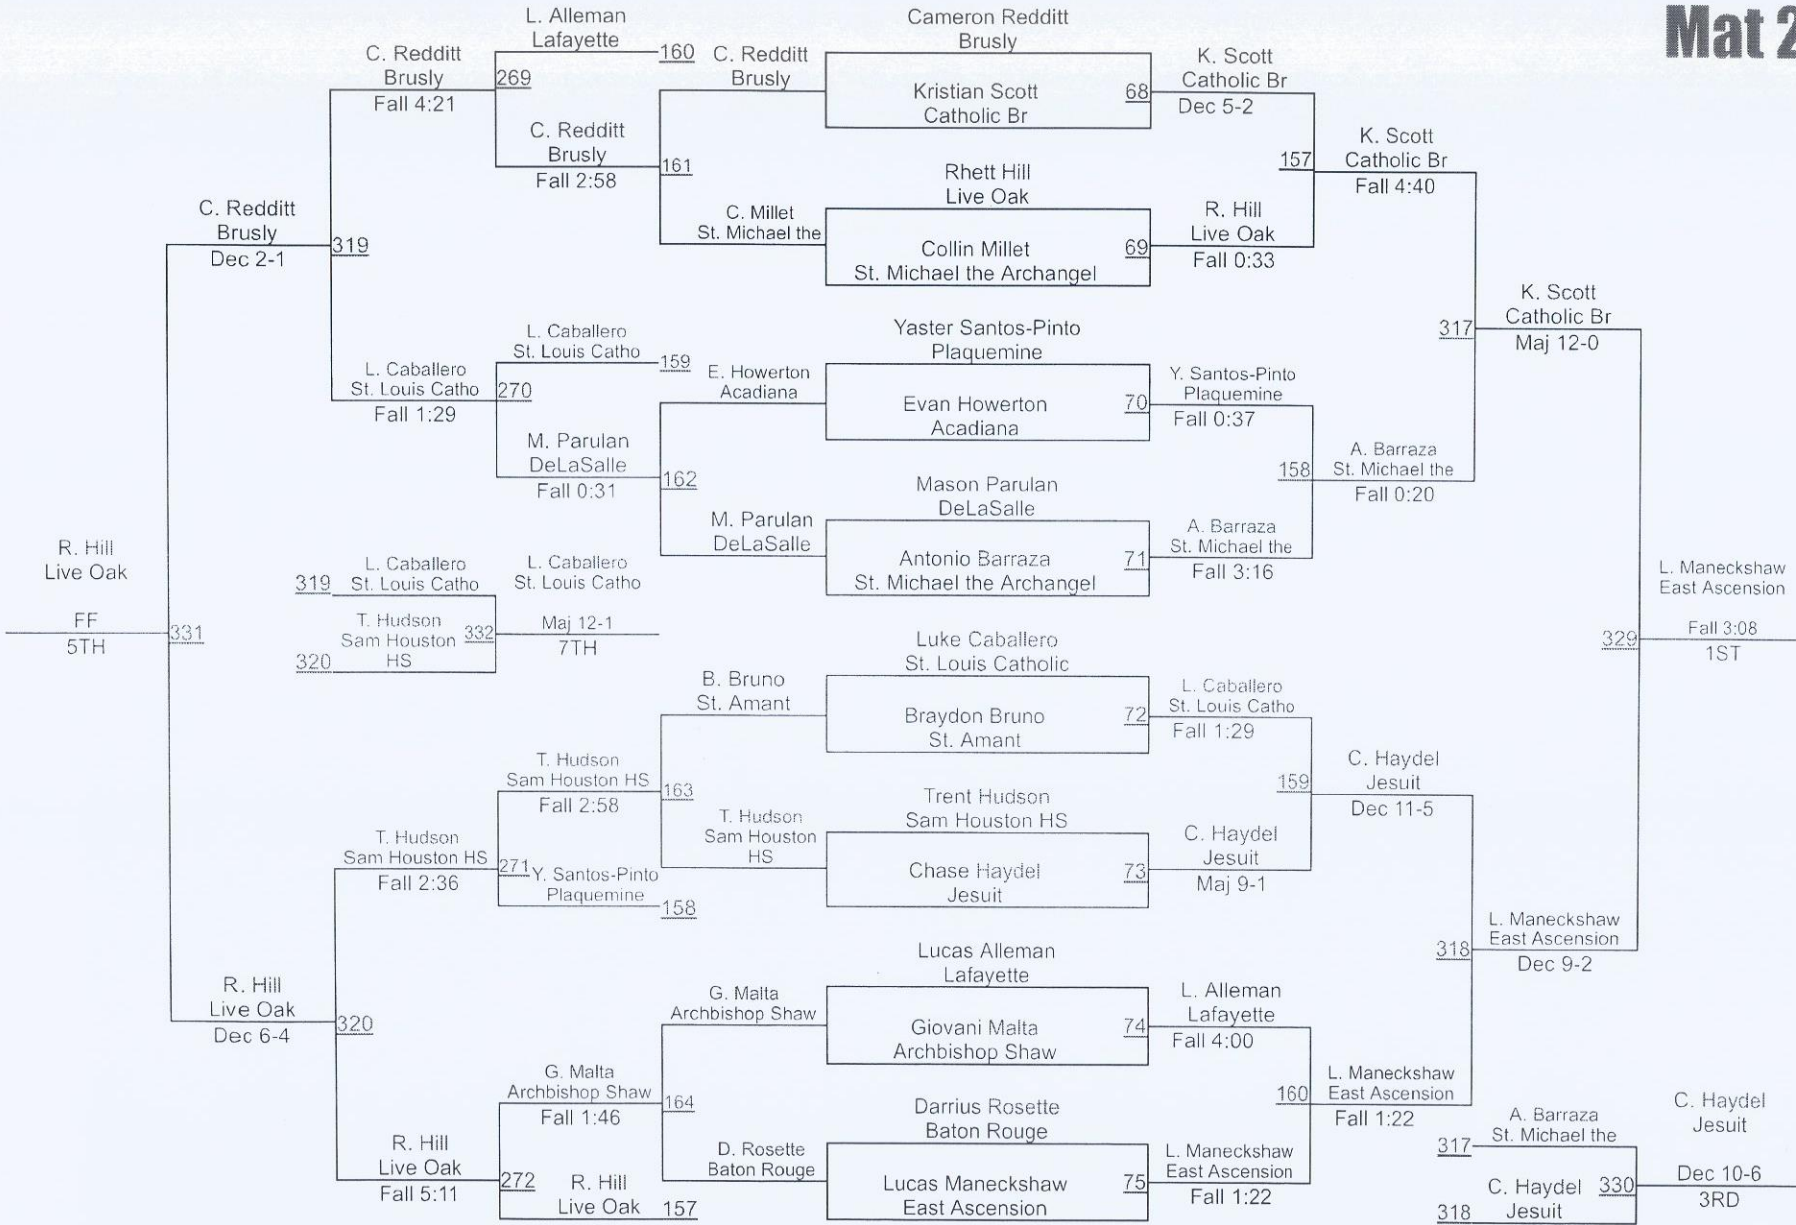 Mat 2
L. Alleman
Lafayette
160
C. Redditt
Brusly
269
Fall 4:21
C. Redditt
Brusly
161
Fall 2:58
C. Redditt
Brusly
C. Millet
St. Michael the
Cameron Redditt
Brusly
Kristian Scott
Catholic Br
68
Rhett Hill
Live Oak
Collin Millet
St. Michael the Archangel
69
K. Scott
Catholic Br
Dec 5-2
R. Hill
Live Oak
Fall 0:33
157
K. Scott
Catholic Br
Fall 4:40
C. Redditt
Brusly
319
Dec 2-1
L. Caballero
St. Louis Catho
159
L. Caballero
St. Louis Catho
270
Fall 1:29
M. Parulan
DeLaSalle
162
Fall 0:31
E. Howerton
Acadiana
M. Parulan
DeLaSalle
Yaster Santos-Pinto
Plaquemine
Evan Howerton
Acadiana
70
Mason Parulan
DeLaSalle
Antonio Barraza
St. Michael the Archangel
71
Y. Santos-Pinto
Plaquemine
Fall 0:37
A. Barraza
St. Michael the
Fall 3:16
158
A. Barraza
St. Michael the
Fall 0:20
317
K. Scott
Catholic Br
Maj 12-0
R. Hill
Live Oak
FF
5TH
331
319
L. Caballero
St. Louis Catho
T. Hudson
Sam Houston
HS
320
332
L. Caballero
St. Louis Catho
Maj 12-1
7TH
L. Maneckshaw
East Ascension
329
Fall 3:08
1ST
B. Bruno
St. Amant
T. Hudson
Sam Houston HS
163
Fall 2:58
T. Hudson
Sam Houston
HS
Luke Caballero
St. Louis Catholic
Braydon Bruno
St. Amant
72
Trent Hudson
Sam Houston HS
Chase Haydel
Jesuit
73
L. Caballero
St. Louis Catho
Fall 1:29
C. Haydel
Jesuit
Maj 9-1
159
C. Haydel
Jesuit
Dec 11-5
T. Hudson
Sam Houston HS
271
Fall 2:36
Y. Santos-Pinto
Plaquemine
158
R. Hill
Live Oak
320
Dec 6-4
G. Malta
Archbishop Shaw
G. Malta
Archbishop Shaw
164
Fall 1:46
D. Rosette
Baton Rouge
R. Hill
Live Oak
272
Fall 5:11
R. Hill
Live Oak
157
Lucas Alleman
Lafayette
Giovani Malta
Archbishop Shaw
74
Darrius Rosette
Baton Rouge
Lucas Maneckshaw
East Ascension
75
L. Alleman
Lafayette
Fall 4:00
L. Maneckshaw
East Ascension
Fall 1:22
160
L. Maneckshaw
East Ascension
Fall 1:22
318
L. Maneckshaw
East Ascension
Dec 9-2
A. Barraza
St. Michael the
317
C. Haydel
Jesuit
318
330
C. Haydel
Jesuit
Dec 10-6
3RD